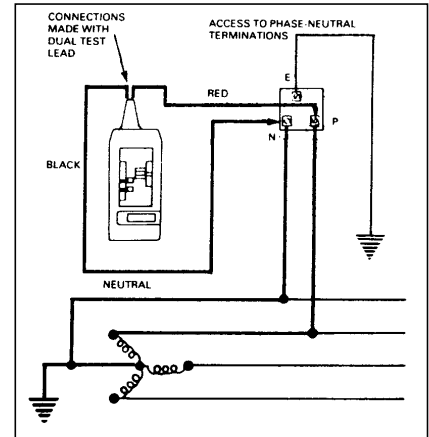 CONNECTIONS
MADE WITH
DUAL TEST
LEAD
ACCESS TO PHASE-NEUTRAL
TERMINATIONS
E
RED
P
N
BLACK
NEUTRAL